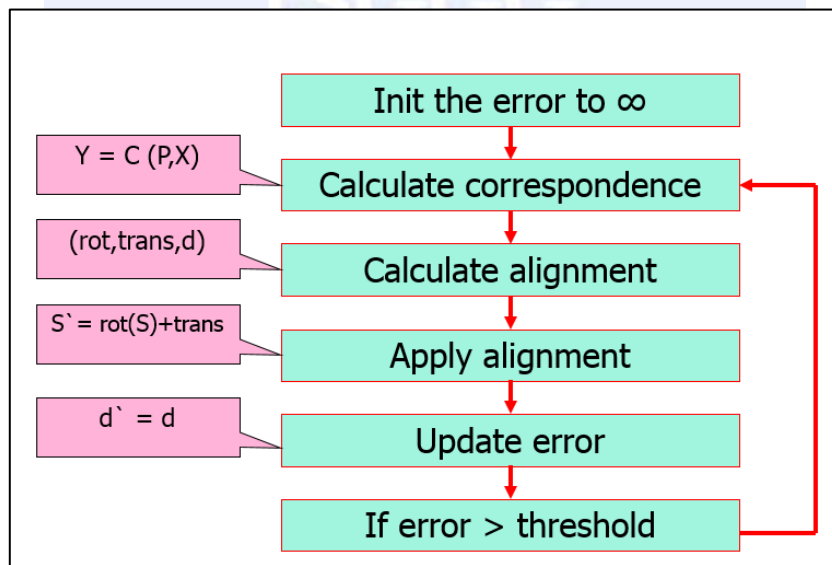 Init the error to ∞
Y = C (P,X)
Calculate correspondence
(rot,trans,d)
Calculate alignment
S`= rot(S)+trans
Apply alignment
d` = d
Update error
If error > threshold